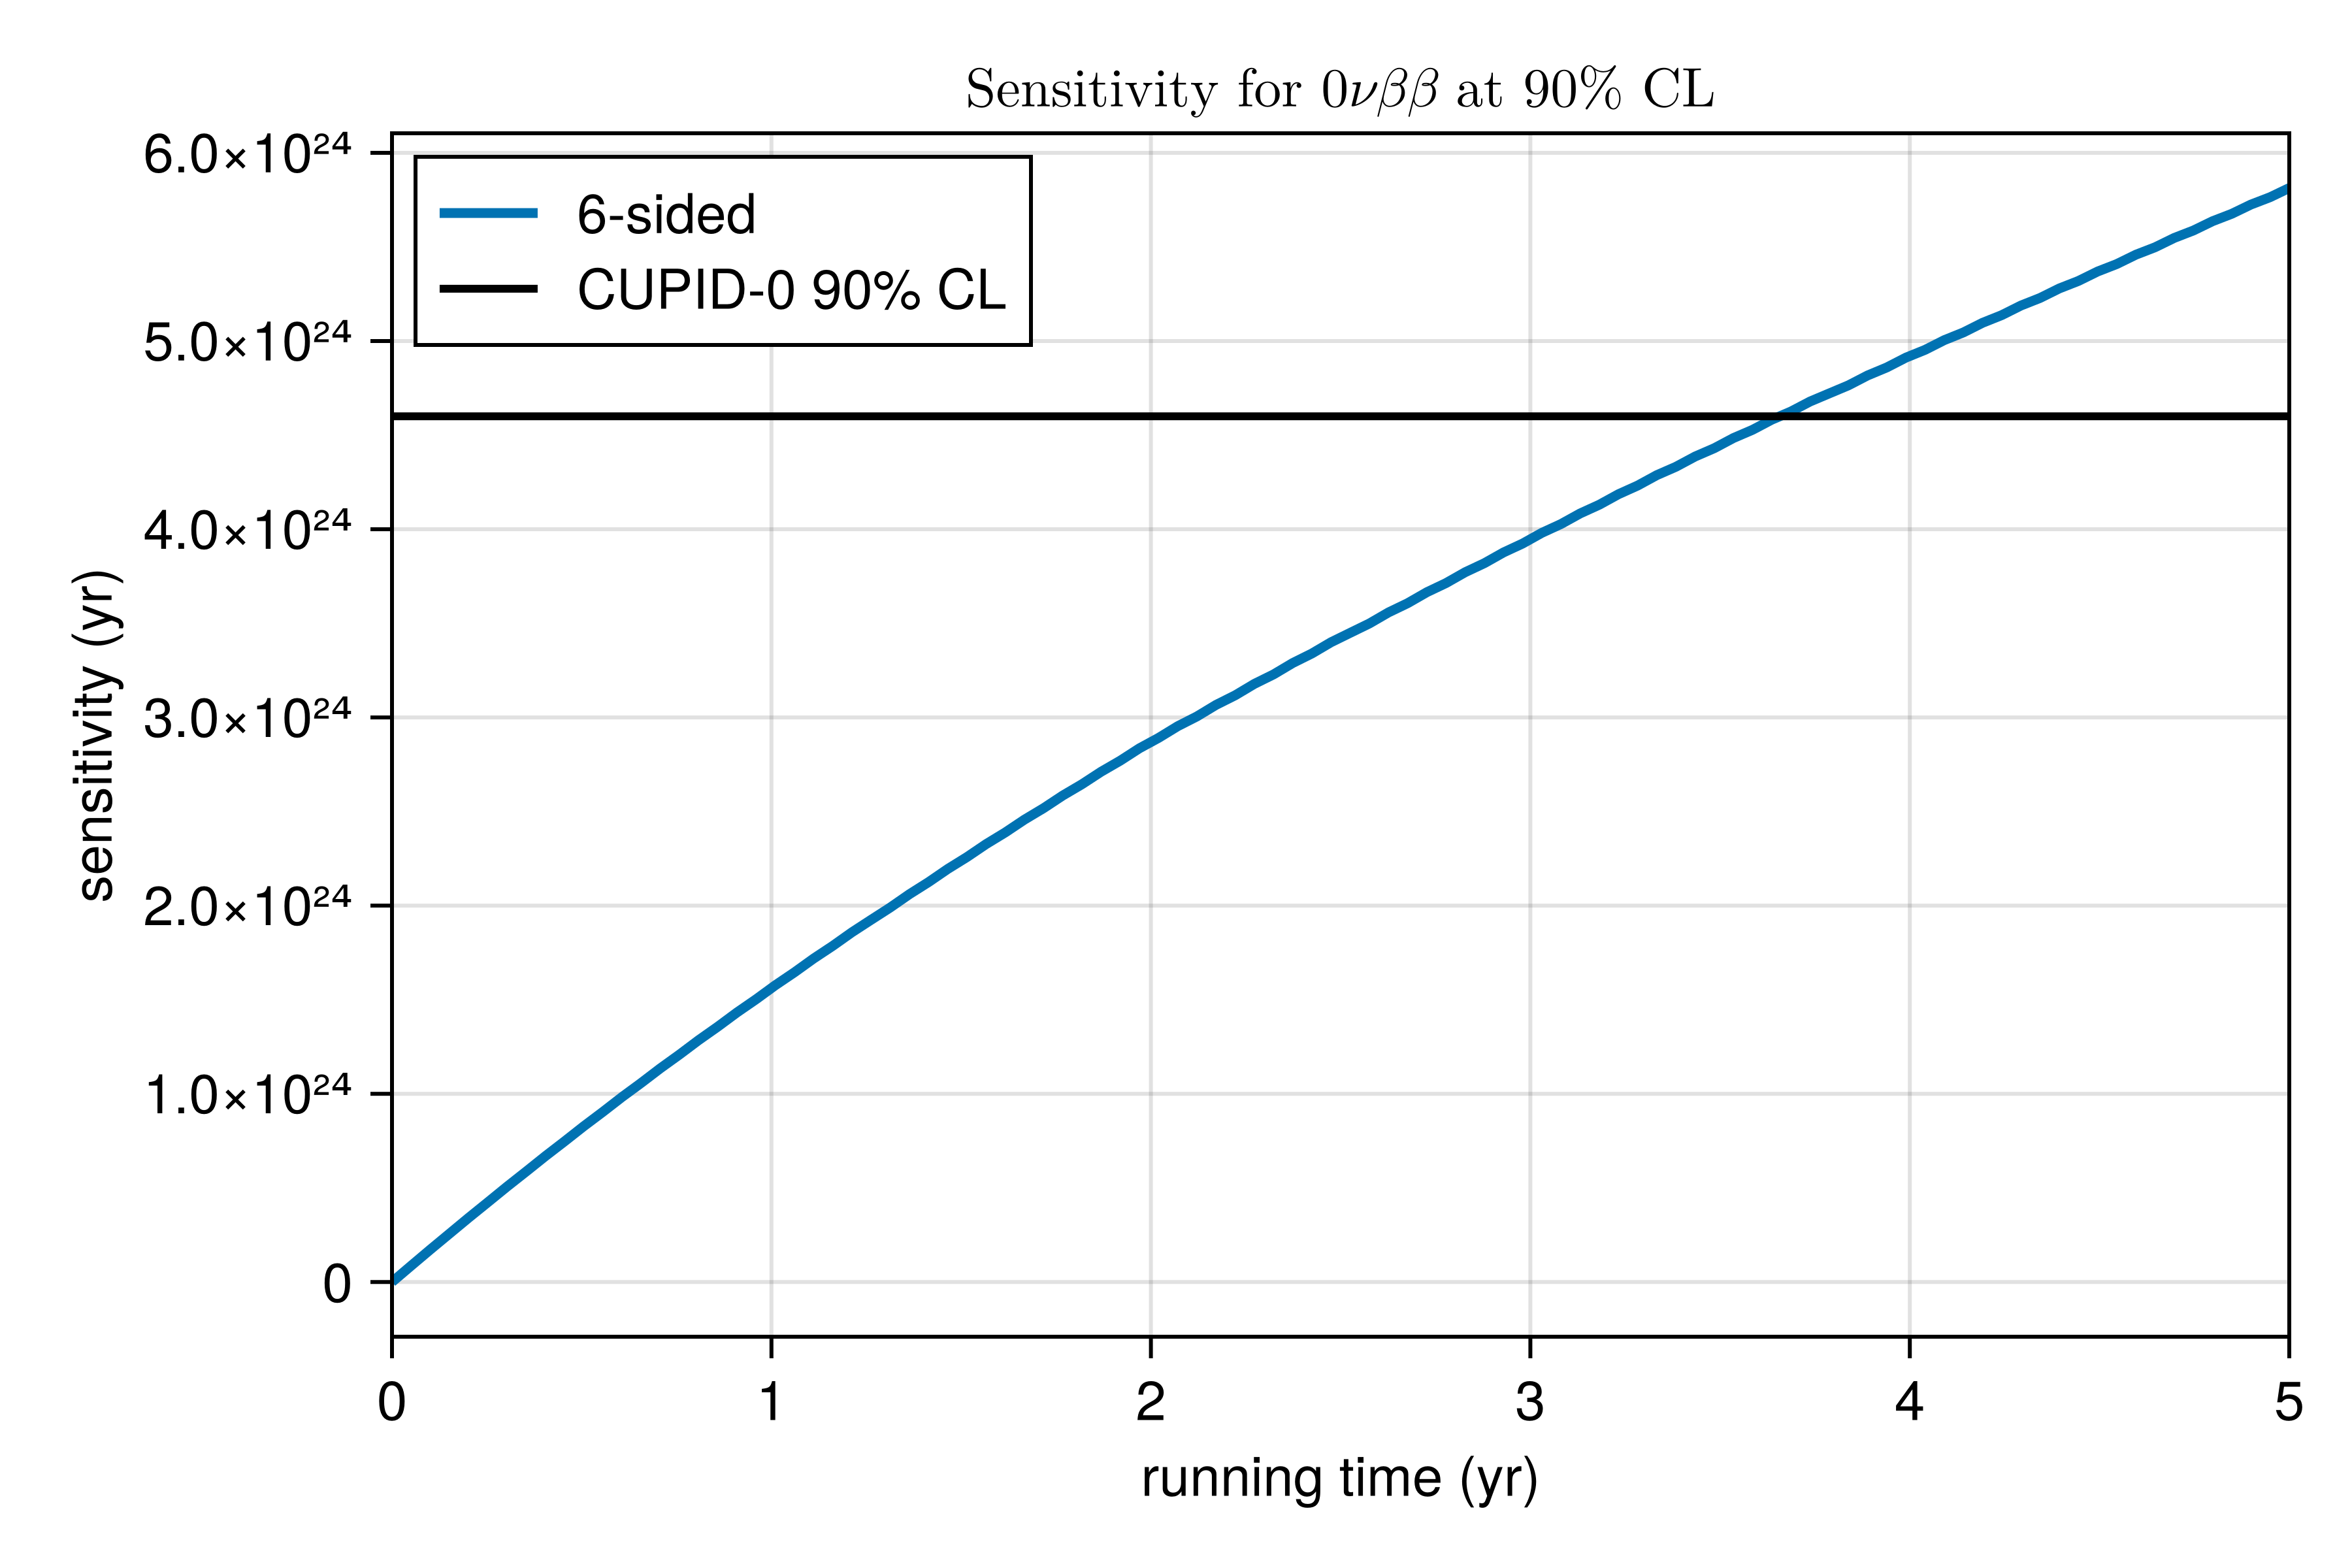 Sensitivity for 0νββ at 90% CL
6.0×10²⁴
6-sided
CUPID-0 90% CL
5.0×10²⁴
4.0×10²⁴
3.0×10²⁴
2.0×10²⁴
1.0×10²⁴
0
sensitivity (yr)
0 1 2 3 4 5
running time (yr)